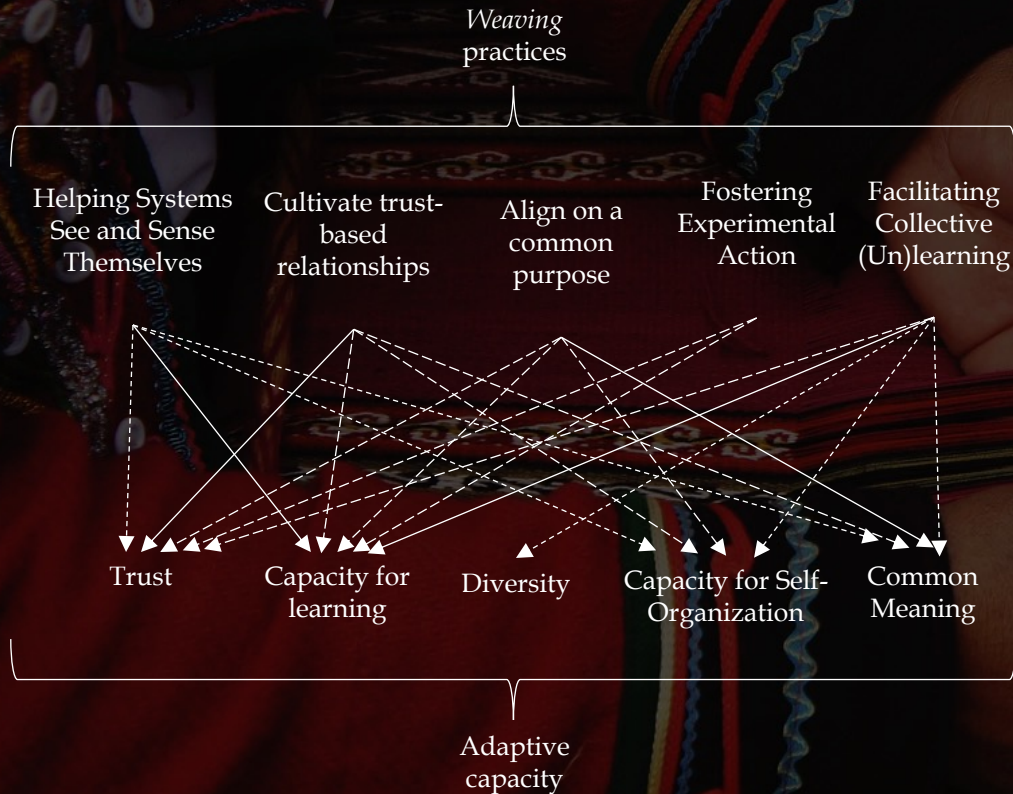 Weaving
practices
Helping Systems
See and Sense
Themselves
Cultivate trust-
based
relationships
Align on a
common
purpose
Fostering
Experimental
Action
Facilitating
Collective
(Un)learning
Trust
Capacity for
learning
Diversity
Capacity for Self-
Organization
Common
Meaning
Adaptive
capacity